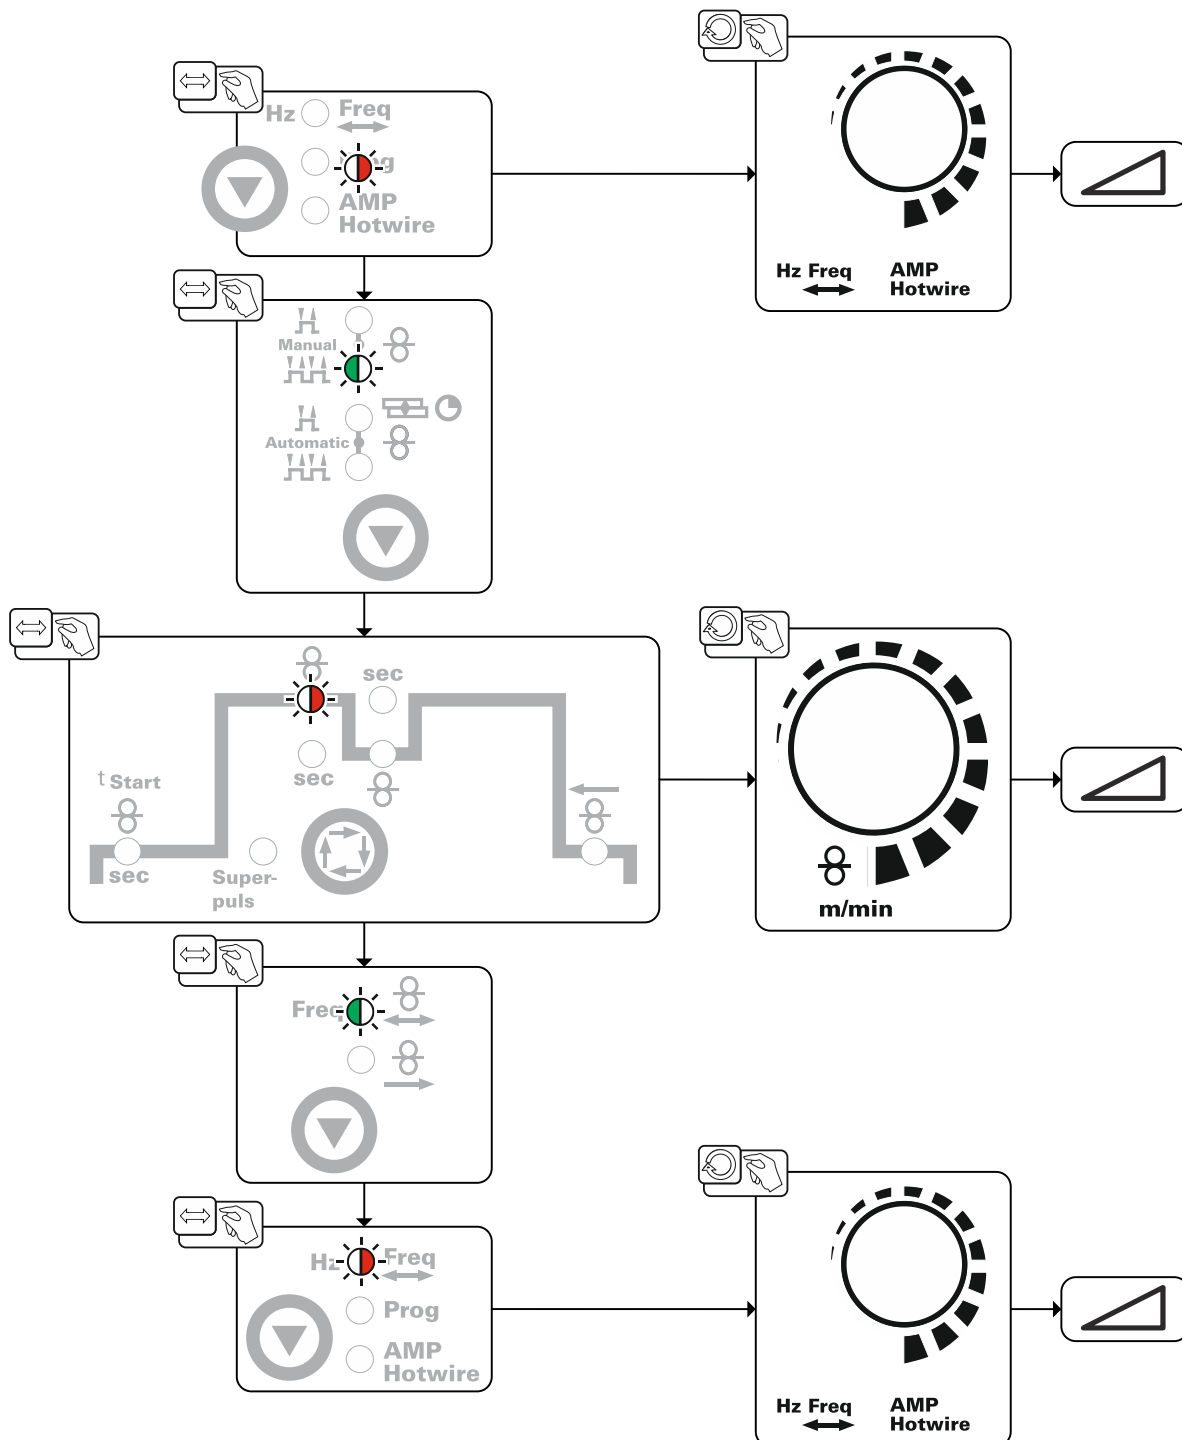 Hz Freq
AMP
Hotwire
Hz Freq AMP
Hotwire
Manual
Automatic
sec
sec
t Start
sec
Super-
puls
m/min
Freq
Hz Freq
Prog
AMP
Hotwire
Hz Freq AMP
Hotwire